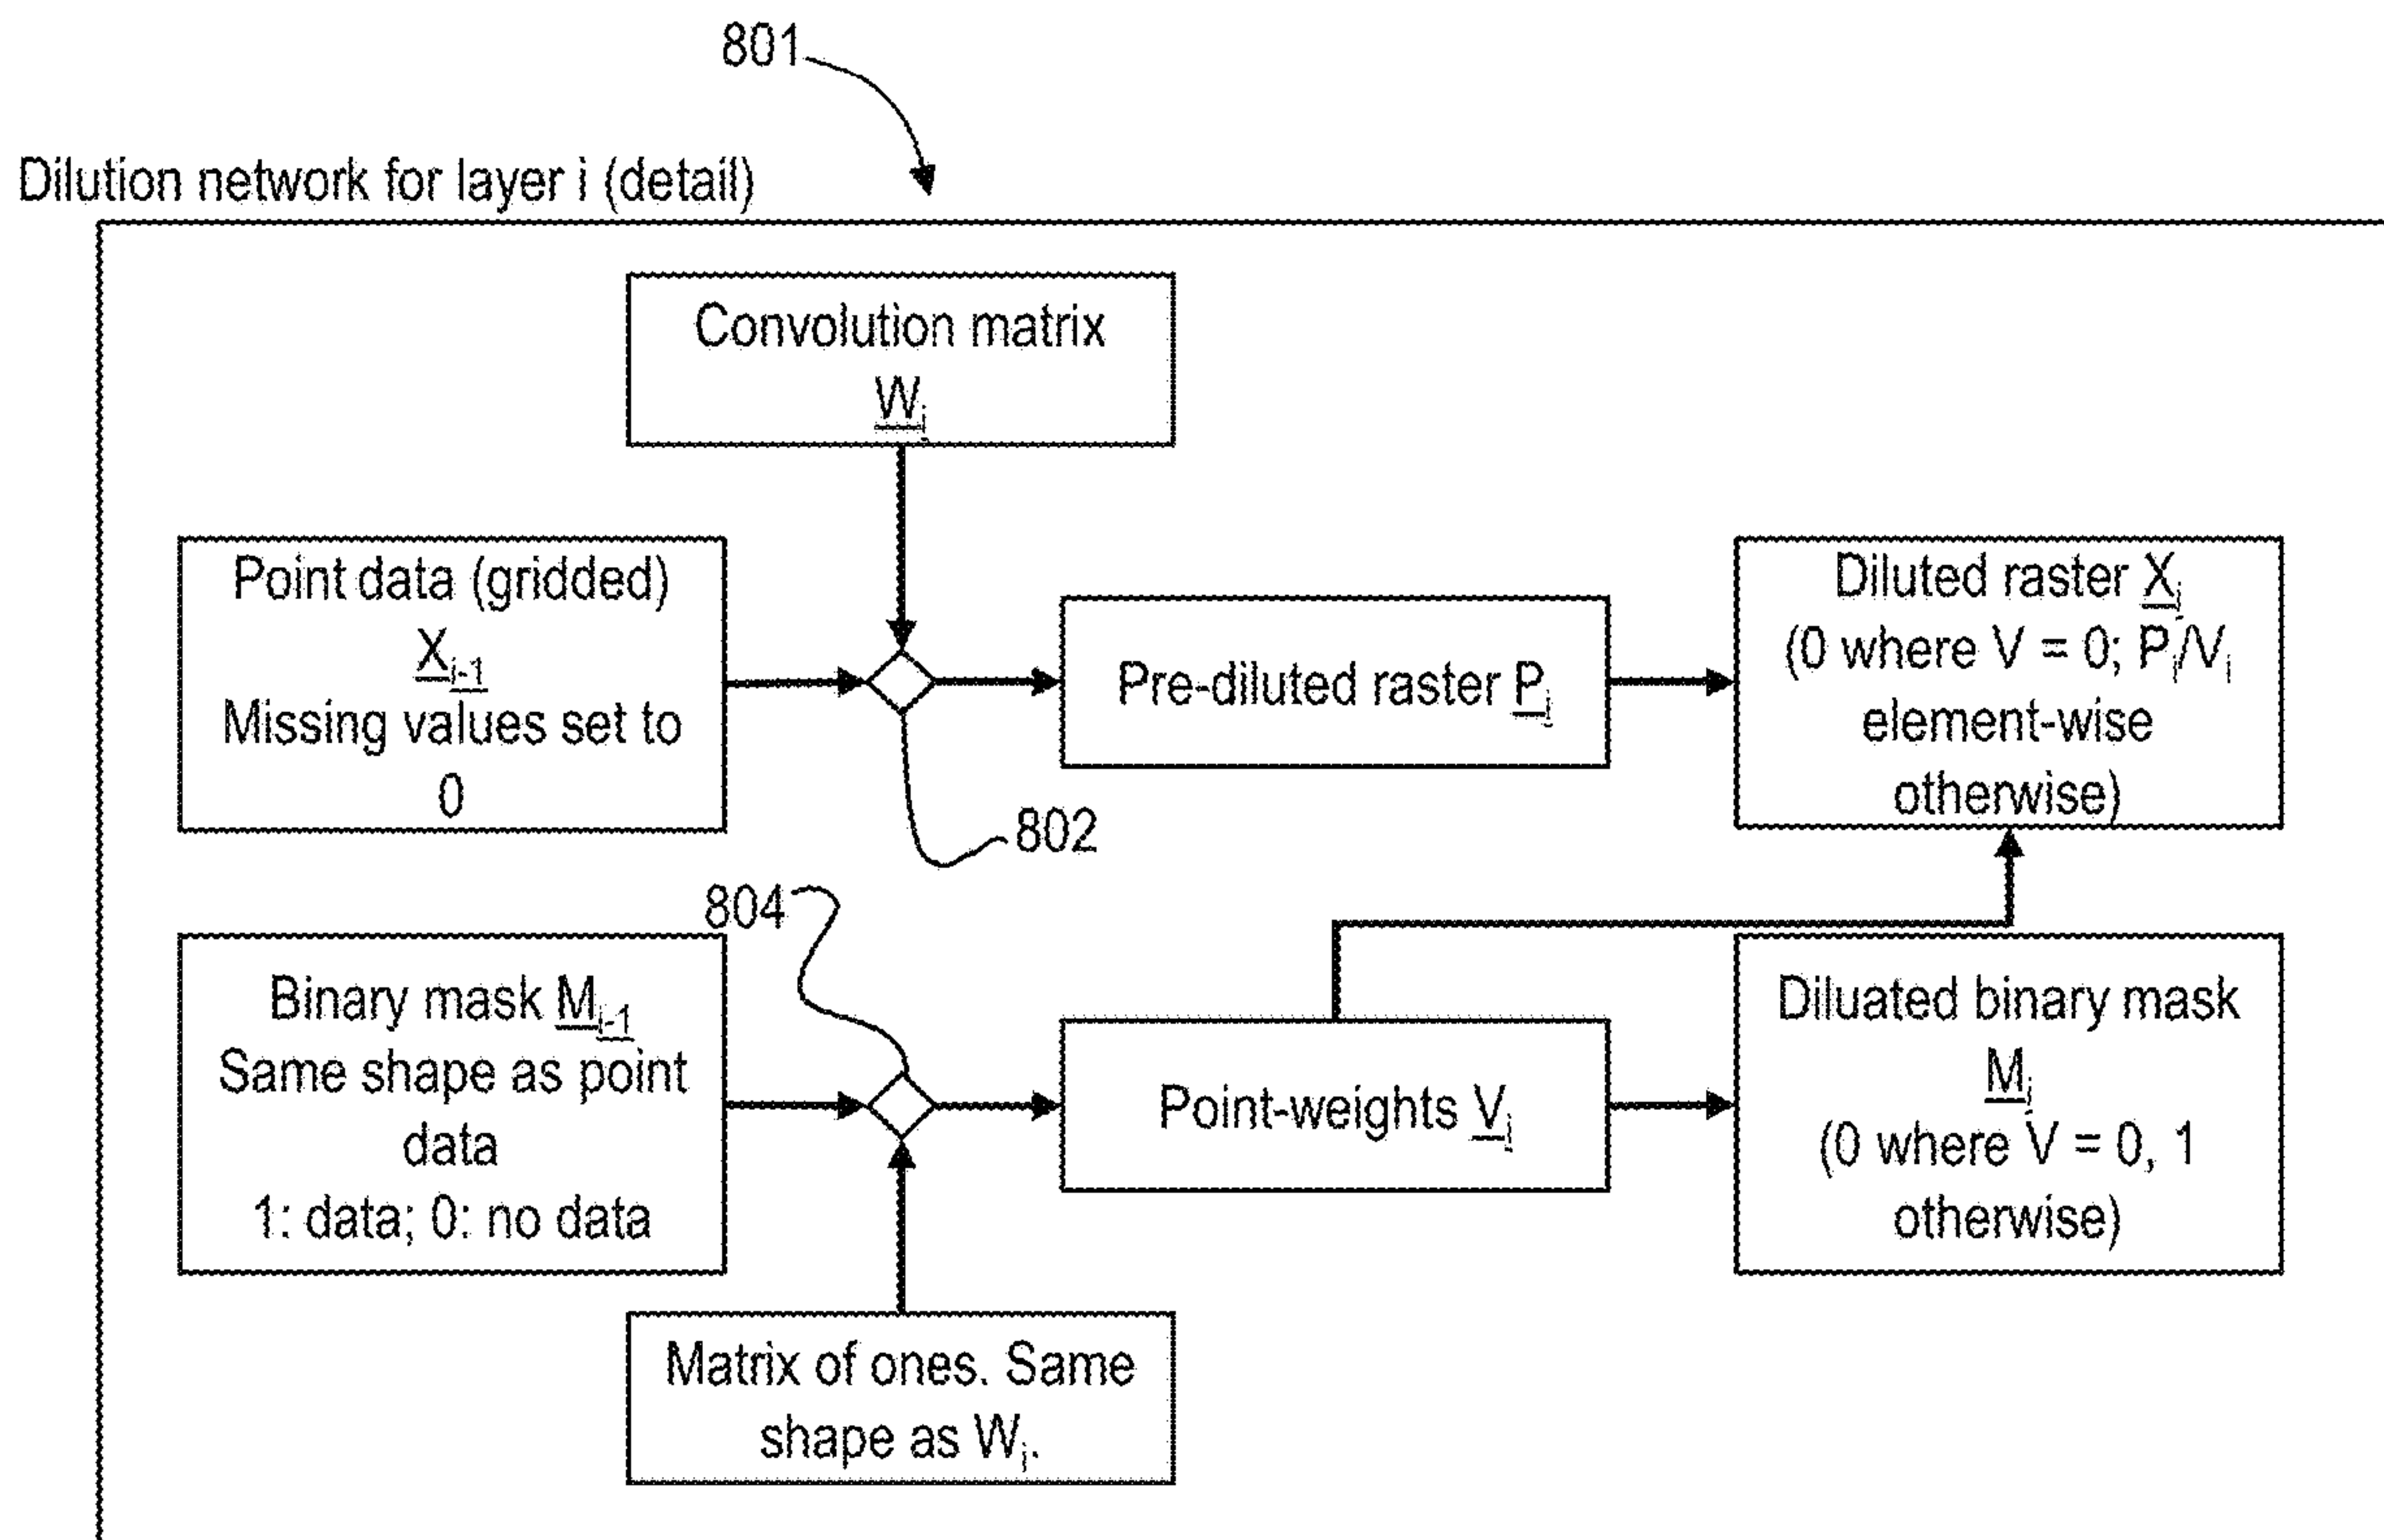 801
Dilution network for layer i (detail)
Convolution matrix
W_i
Point data (gridded)
X_{i-1}
Missing values set to
0
Pre-diluted raster P_i
Diluted raster X_i
(0 where V = 0; P_i/V_i
element-wise
otherwise)
802
804
Binary mask M_{i-1}
Same shape as point
data
1: data; 0: no data
Point-weights V_i
Diluated binary mask
M_i
(0 where V = 0, 1
otherwise)
Matrix of ones. Same
shape as W_i.